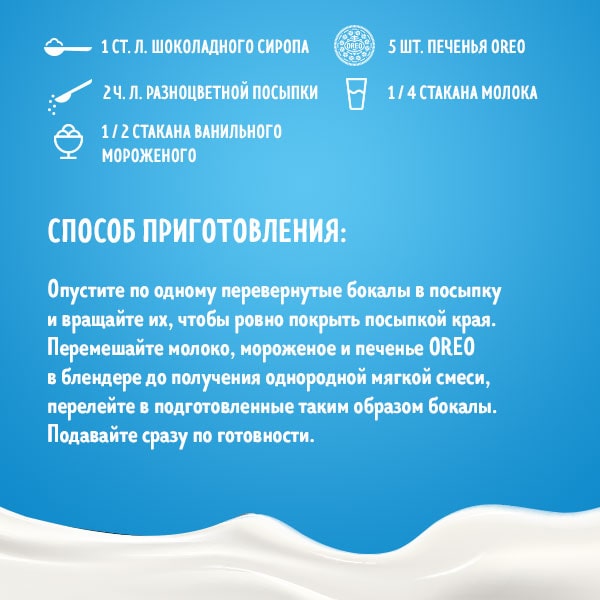 1 СТ. Л. ШОКОЛАДНОГО СИРОПА
OREO
5 ШТ. ПЕЧЕНЬЯ OREO
2 Ч. Л. РАЗНОЦВЕТНОЙ ПОСЫПКИ
1 / 4 СТАКАНА МОЛОКА
1 / 2 СТАКАНА ВАНИЛЬНОГО
МОРОЖЕНОГО
СПОСОБ ПРИГОТОВЛЕНИЯ:
Опустите по одному перевернутые бокалы в посыпку
и вращайте их, чтобы ровно покрыть посыпкой края.
Перемешайте молоко, мороженое и печенье OREO
в блендере до получения однородной мягкой смеси,
перелейте в подготовленные таким образом бокалы.
Подавайте сразу по готовности.